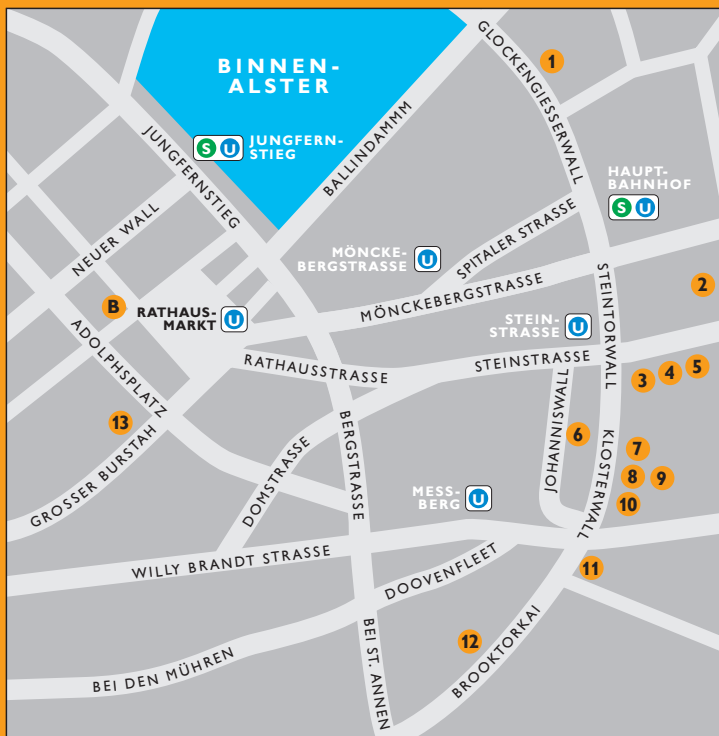 GLOCKENGIESSERWALL
1
BINNEN-
ALSTER
JUNGFERNSTIEG
S U
JUNGFERN-
STIEG
BALLINDAMMM
HAUPT-
BAHNHOF
S U
NEUER WALL
MÖNCKE-
BERGSTRASSE
U
SPITALER STRASSE
MÖNCKEBERGSTRASSE
STEINTORWALL
2
B
RATHAUS-
MARKT
U
STEIN-
STRASSE
U
ADOLPHSPLATZ
RATHAUSSTRASSE
STEINSTRASSE
3
4
5
13
GROSSER BURSTAH
DOMSTRASSE
BERGSTRASSE
JOHANNISWALL
6
KLOSTERWALL
7
8
9
10
MESS-
BERG
U
WILLY BRANDT STRASSE
DOOVENFLEET
11
BEI DEN MÜHREN
BEI ST. ANNEN
12
BROOKTORKAI